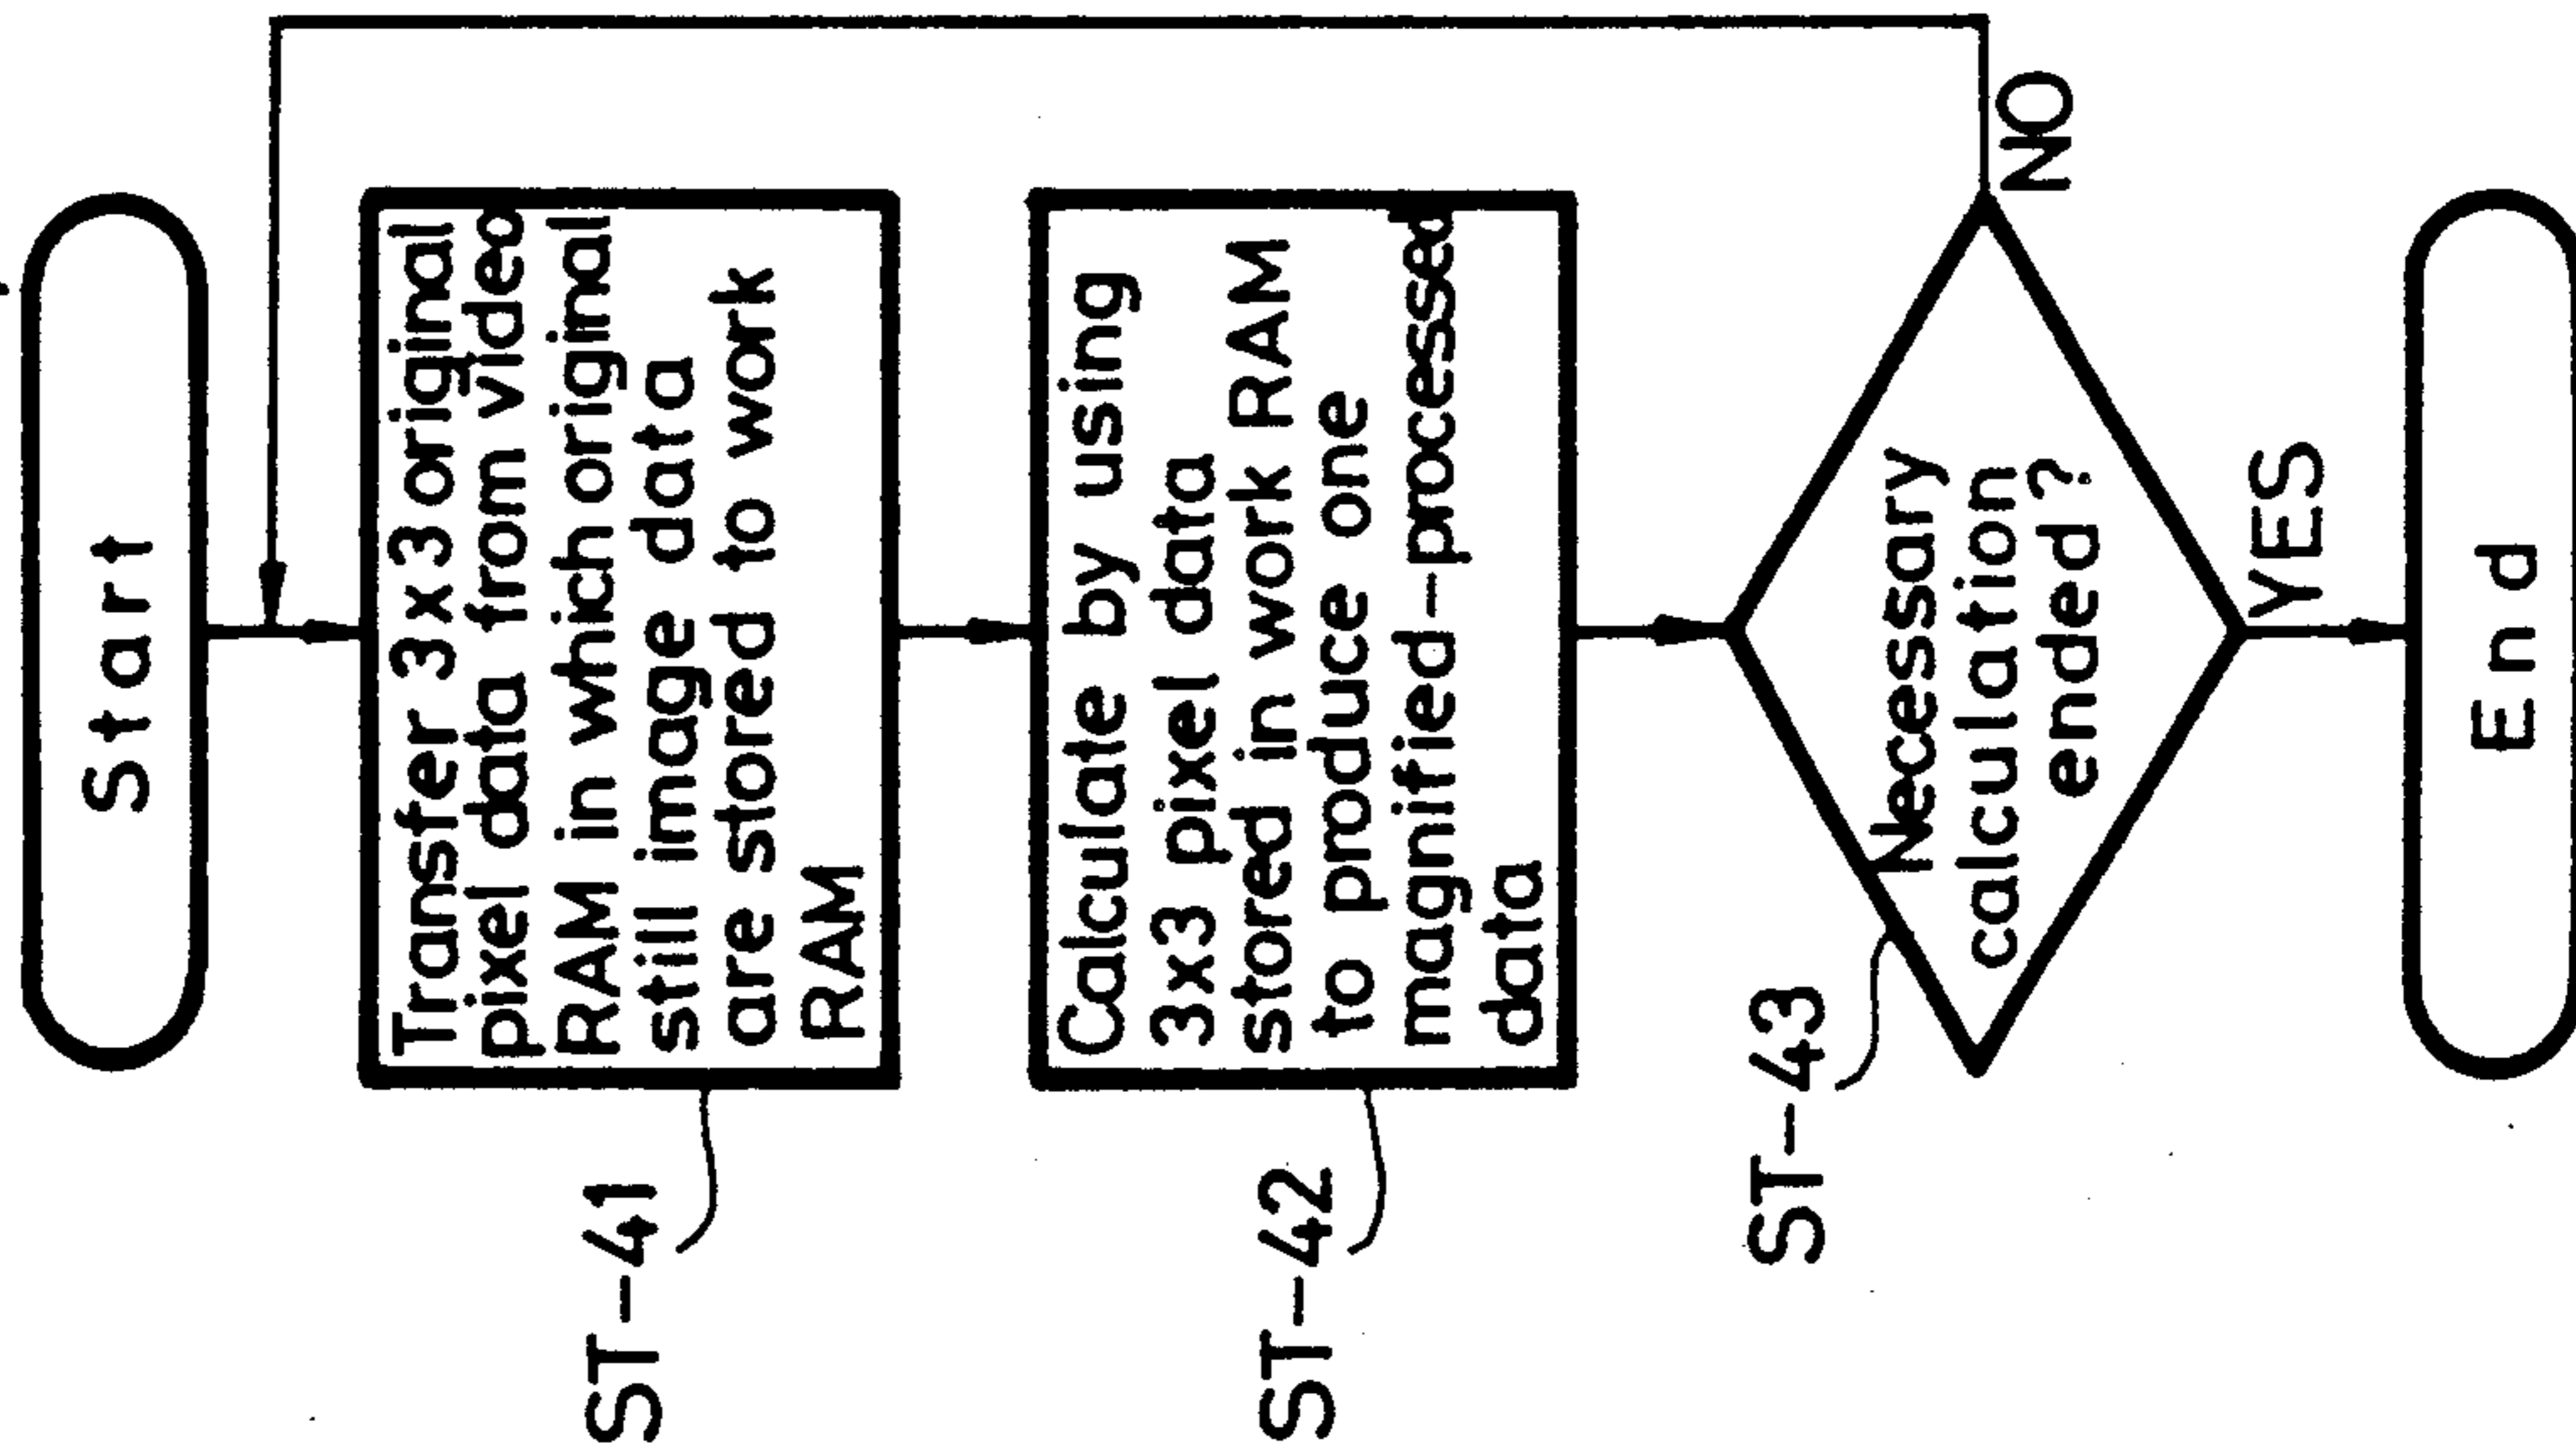 Start
Transfer 3x3 original
pixel data from video
RAM in which original
still image data
are stored to work
RAM
ST-41
Calculate by using
3x3 pixel data
stored in work RAM
to produce one
magnified-processed
data
ST-42
Necessary
calculation
ended?
ST-43
NO
YES
End